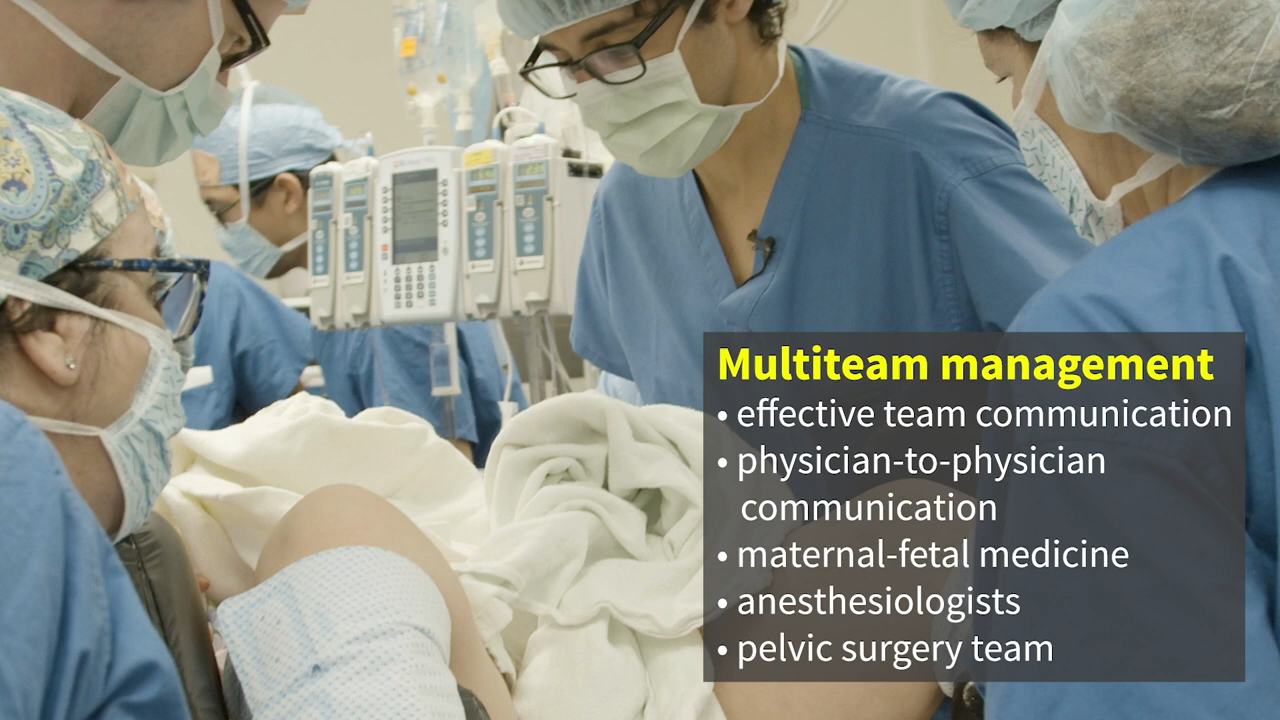 Multiteam management
• effective team communication
• physician-to-physician
communication
• maternal-fetal medicine
• anesthesiologists
• pelvic surgery team